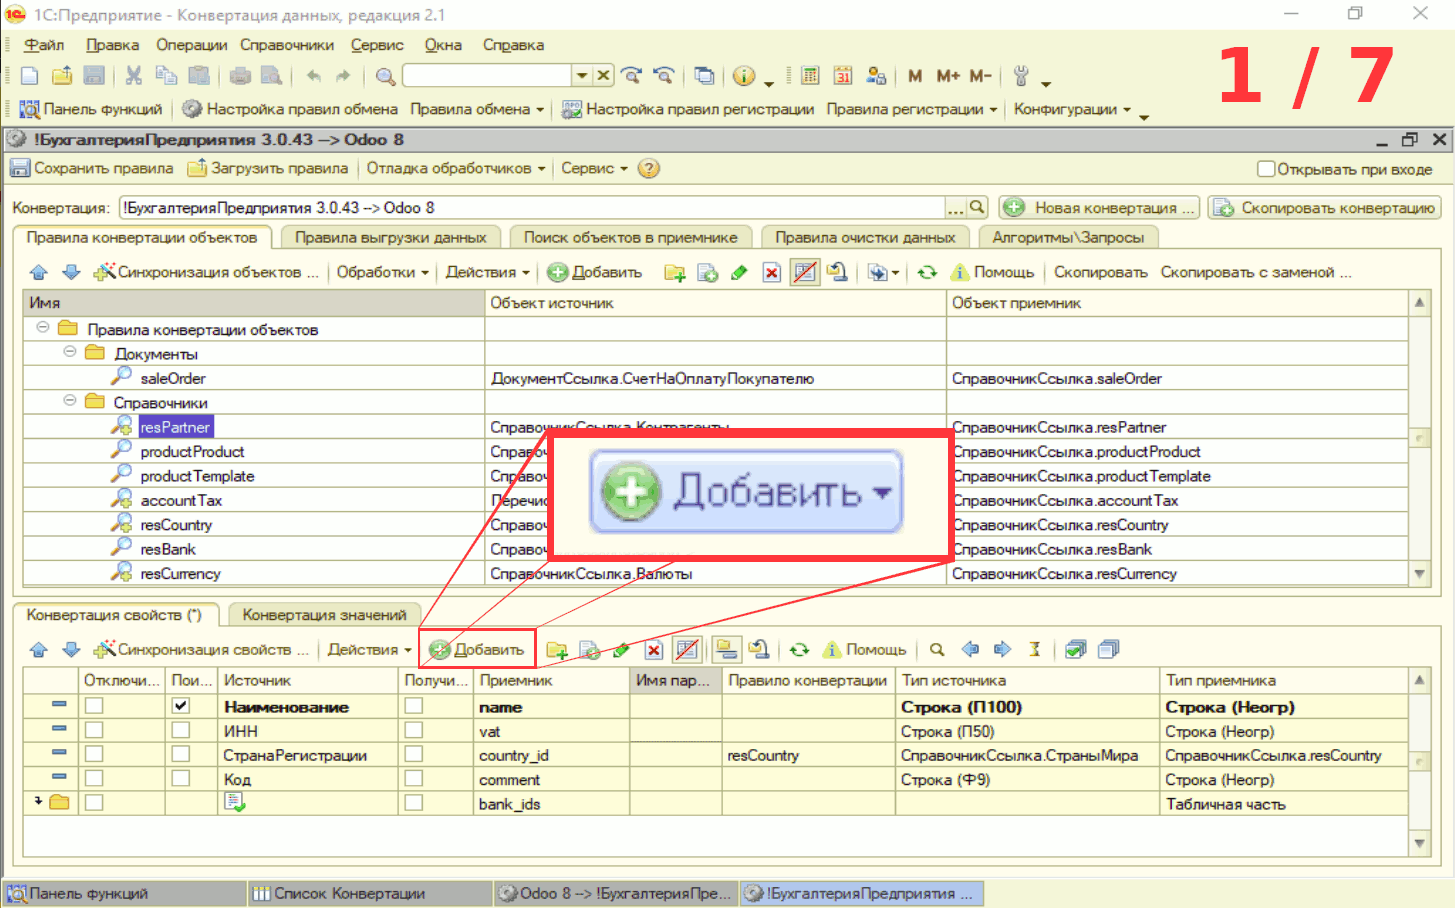 1С:Предприятие - Конвертация данных, редакция 2.1
Файл Правка Операции Справочники Сервис Окна Справка
1 / 7
М М+ М-
Панель Функций Настройка правил обмена Правила обмена Настройка правил регистрации Правила регистрации Конфигурации
!БухгалтерияПредприятия 3.0.43 --> Odoo 8
Сохранить правила Загрузить правила Отладка обработчиков Сервис Открывать при входе
Конвертация: !БухгалтерияПредприятия 3.0.43 --> Odoo 8 ... Новая конвертация ... Скопировать конвертацию
Правила конвертации объектов Правила выгрузки данных Поиск объектов в приемнике Правила очистки данных Алгоритмы\Запросы
Синхронизация объектов ... Обработки Действия Добавить Помощь Скопировать Скопировать с заменой ...
Имя Объект источник Объект приемник
Правила конвертации объектов
Документы
saleOrder ДокументСсылка.СчетНаОплатуПокупателю СправочникСсылка.saleOrder
Справочники
resPartner СправочникСсылка.Контрагенты СправочникСсылка.resPartner
productProduct Справо СправочникСсылка.productProduct
productTemplate Справо СправочникСсылка.productTemplate
accountTax Перечис СправочникСсылка.accountTax
resCountry Справо СправочникСсылка.resCountry
resBank Справо СправочникСсылка.resBank
resCurrency СправочникСсылка.Валюты СправочникСсылка.resCurrency
Добавить
Конвертация свойств (*) Конвертация значений
Синхронизация свойств ... Действия Добавить Помощь
Отключи... Пои... Источник Получи... Приемник Имя пар... Правило конвертации Тип источника Тип приемника
Наименование name Строка (П100) Строка (Неогр)
ИНН vat Строка (П50) Строка (Неогр)
СтранаРегистрации country_id resCountry СправочникСсылка.СтраныМира СправочникСсылка.resCountry
Код comment Строка (Ф9) Строка (Неогр)
bank_ids Табличная часть
Панель функций Список Конвертации Odoo 8 --> !БухгалтерияПре... !БухгалтерияПредприятия ...